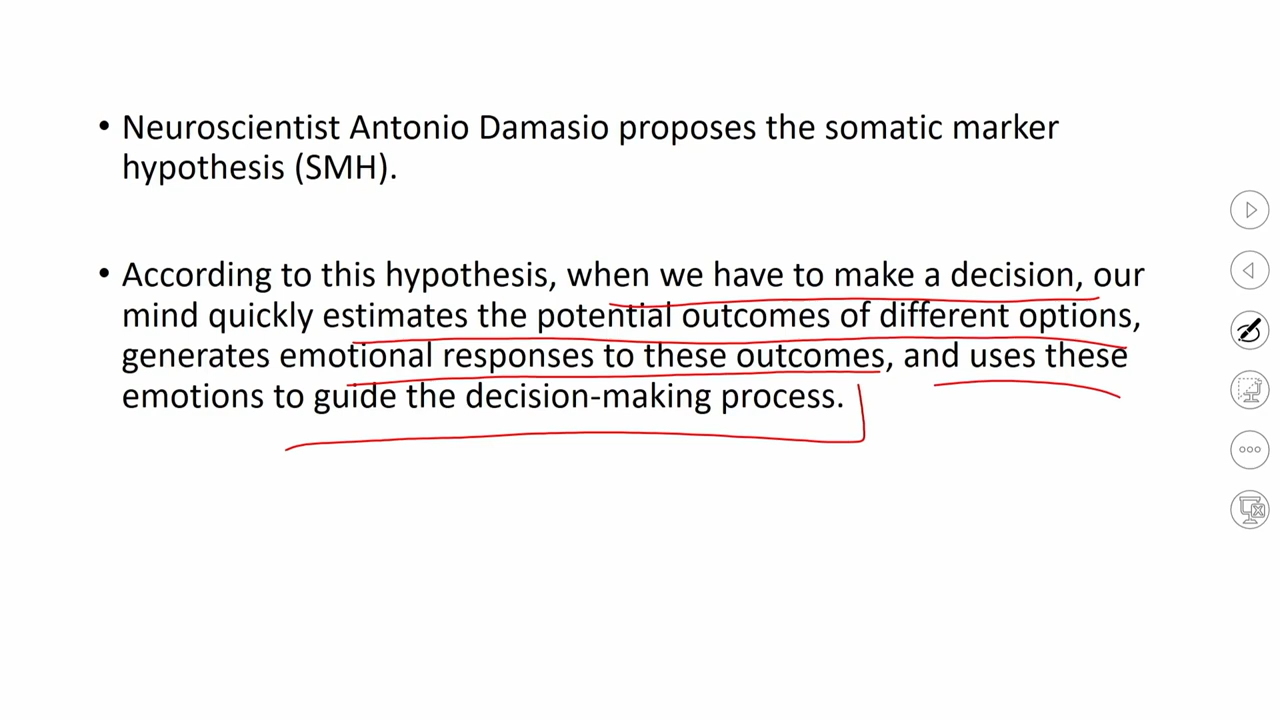 • Neuroscientist Antonio Damasio proposes the somatic marker
hypothesis (SMH).
• According to this hypothesis, when we have to make a decision, our
mind quickly estimates the potential outcomes of different options,
generates emotional responses to these outcomes, and uses these
emotions to guide the decision-making process.